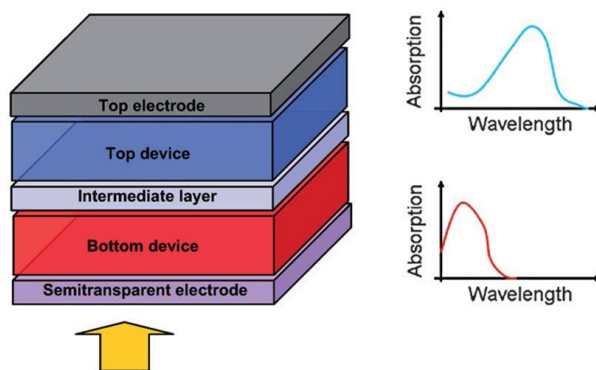 Top electrode
Top device
Intermediate layer
Bottom device
Semitransparent electrode
Absorption
Wavelength
Absorption
Wavelength